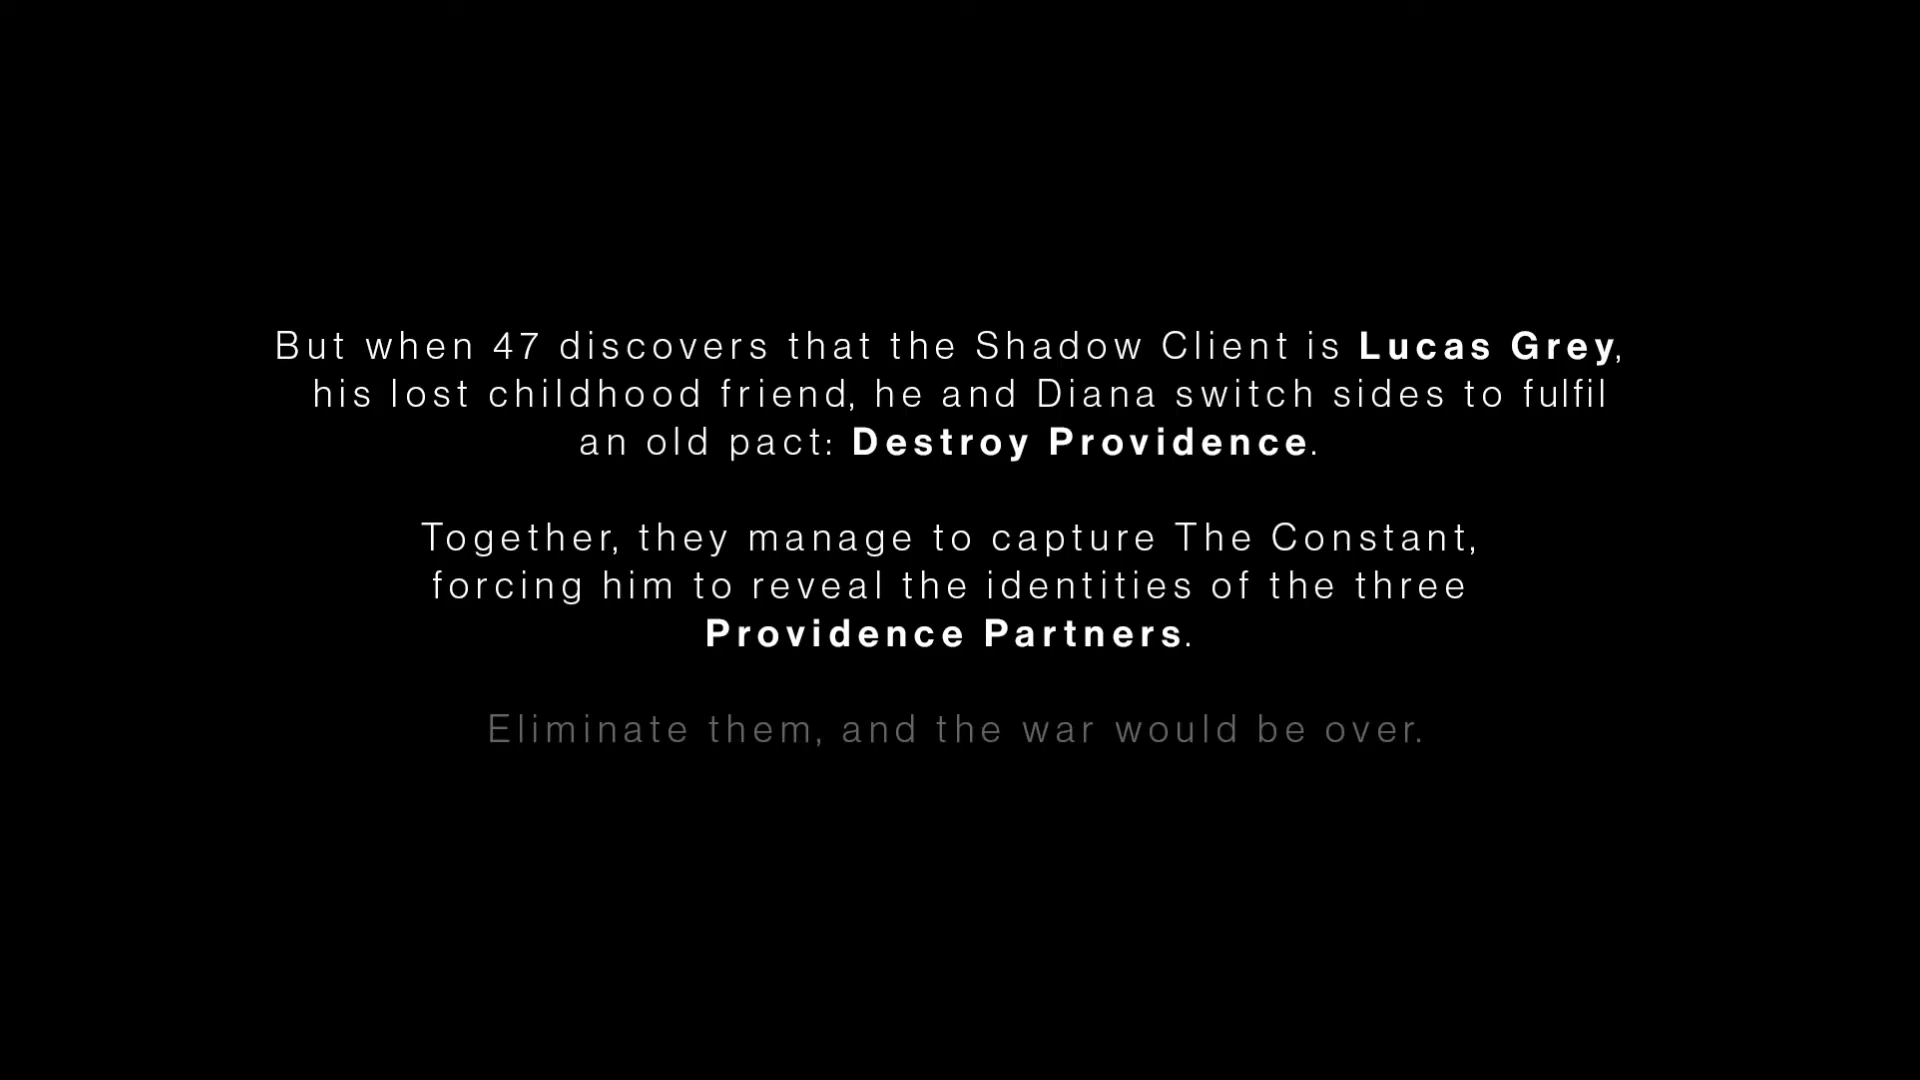 But when 47 discovers that the Shadow Client is Lucas Grey,
his lost childhood friend, he and Diana switch sides to fulfil
an old pact: Destroy Providence.
Together, they manage to capture The Constant,
forcing him to reveal the identities of the three
Providence Partners.
Eliminate them, and the war would be over.